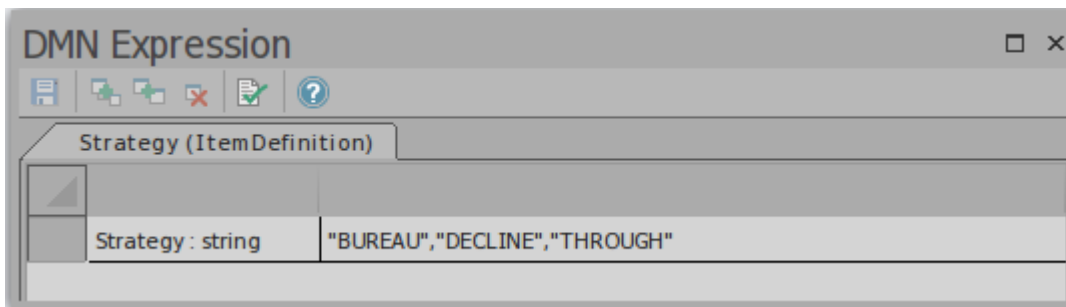 DMN Expression
Strategy (ItemDefinition)
Strategy : string "BUREAU","DECLINE","THROUGH"